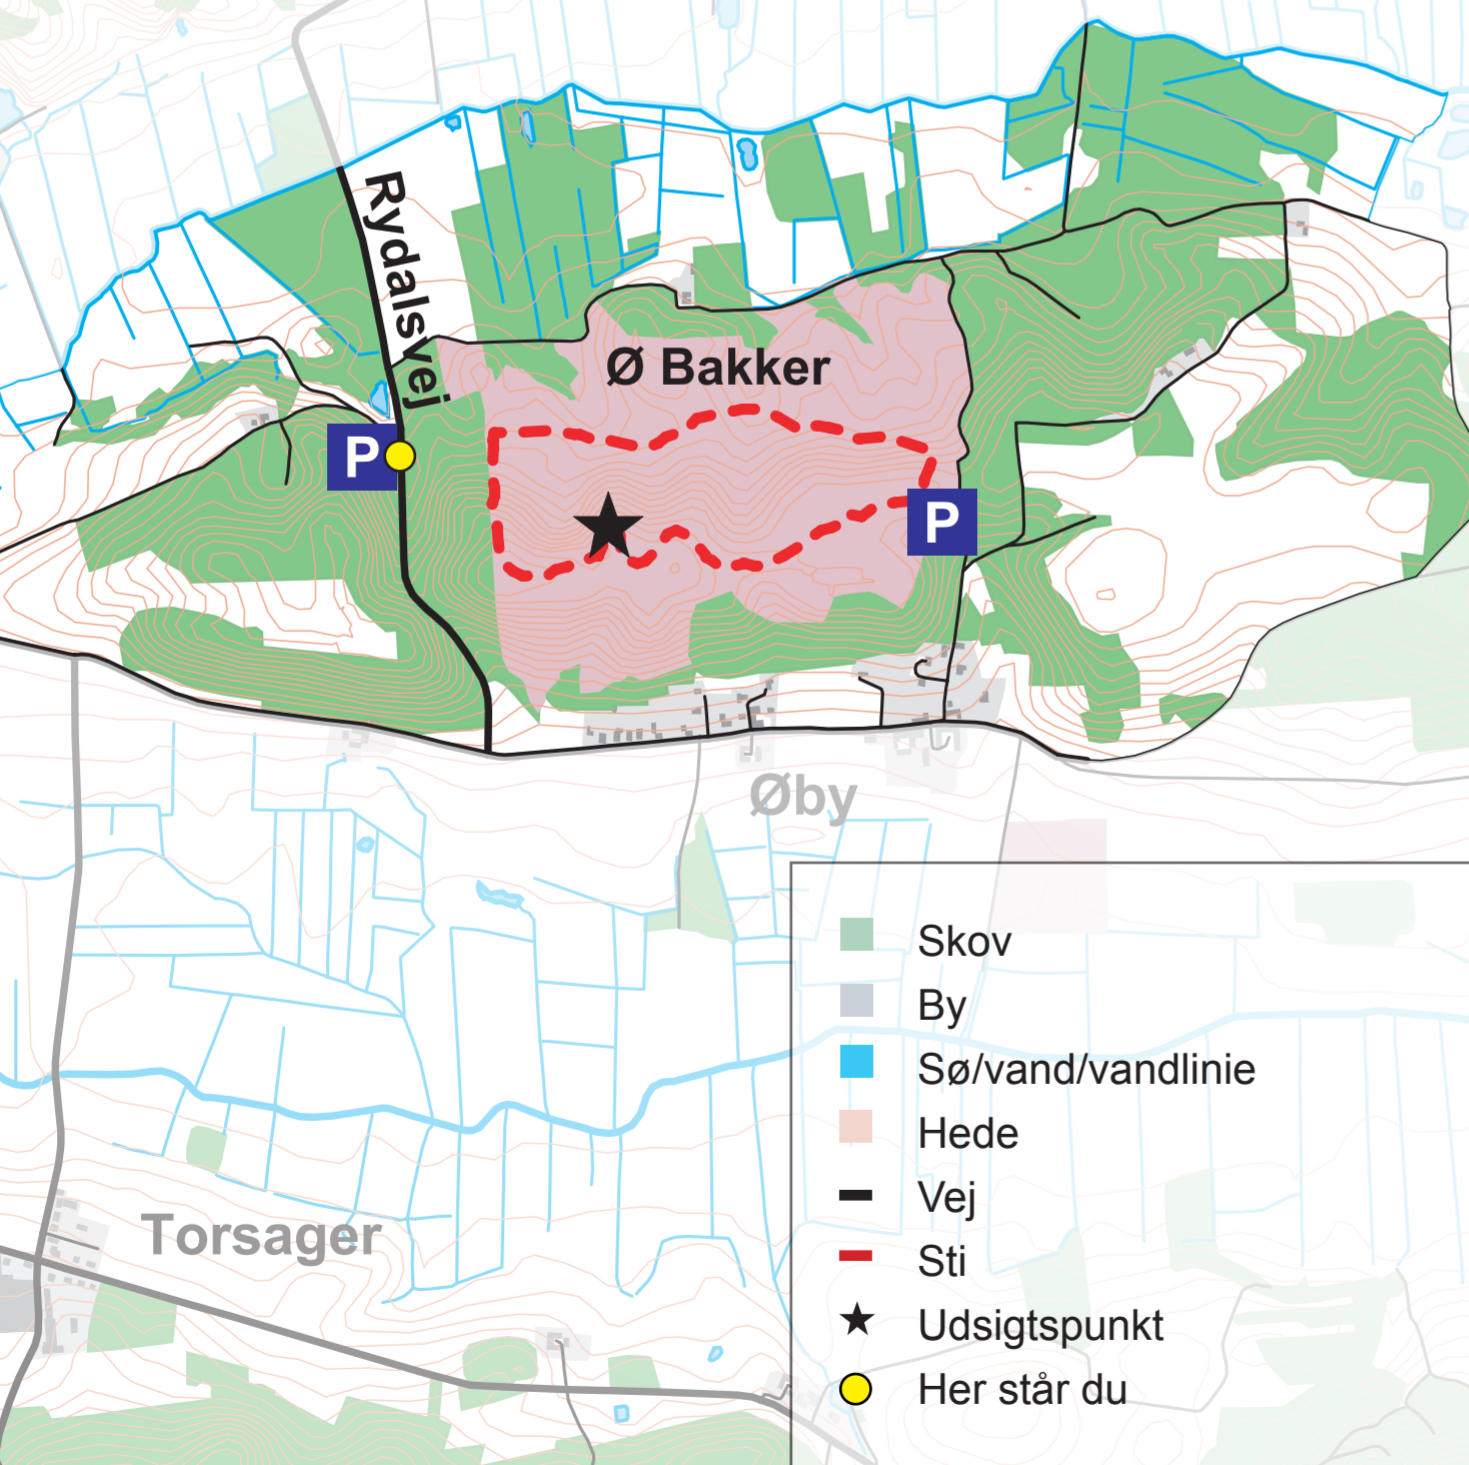 Rydalsvej
Ø Bakker
P
P
Øby
Torsager
Skov
By
Sø/vand/vandlinie
Hede
Vej
Sti
Udsigtspunkt
Her står du